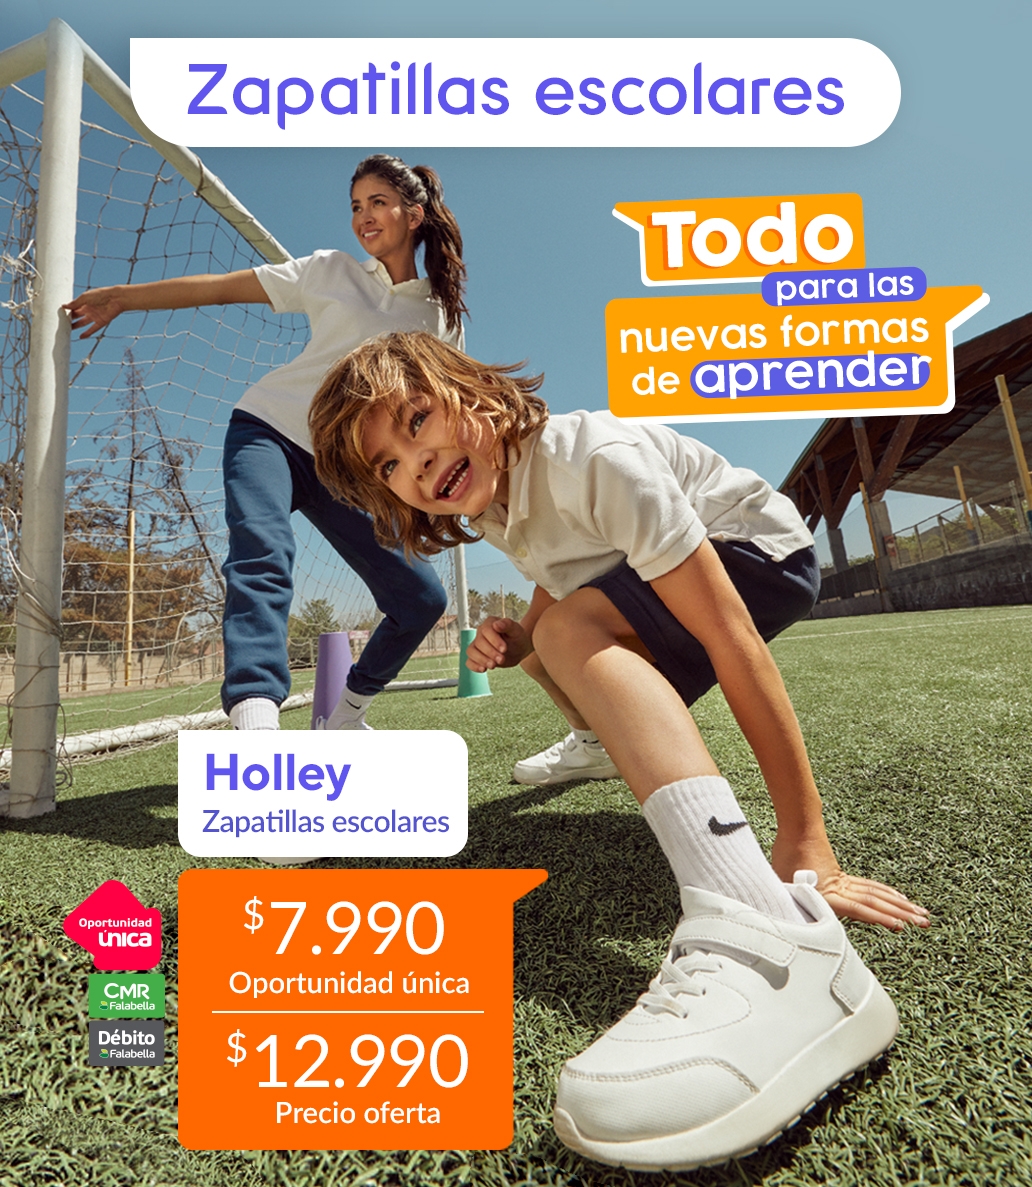 Zapatillas escolares
Todo
para las
nuevas formas
de aprender
Holley
Zapatillas escolares
Oportunidad
única
CMR
Falabella
Débito
Falabella
$7.990
Oportunidad única
$12.990
Precio oferta